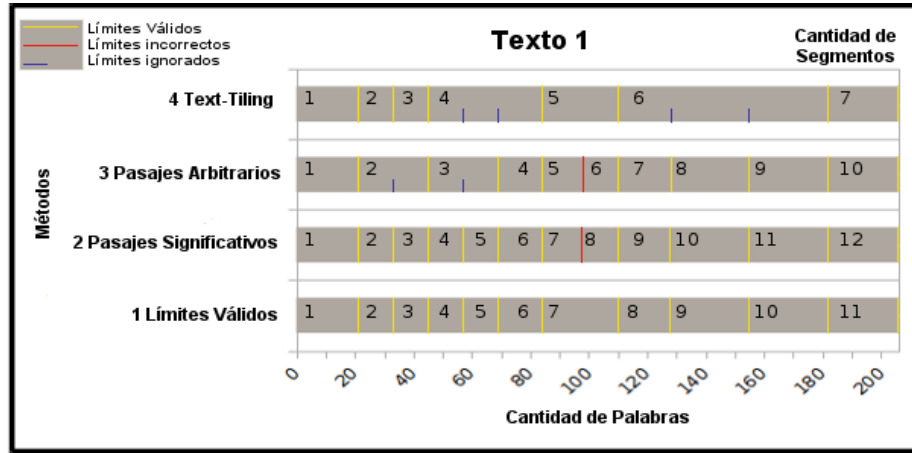 Límites Válidos
Límites incorrectos
Límites ignorados
Texto 1
Cantidad de
Segmentos
4 Text-Tiling
1 2 3 4 5 6 7
3 Pasajes Arbitrarios
1 2 3 4 5 6 7 8 9 10
2 Pasajes Significativos
1 2 3 4 5 6 7 8 9 10 11 12
1 Límites Válidos
1 2 3 4 5 6 7 8 9 10 11
Métodos
0 20 40 60 80 100 120 140 160 180 200
Cantidad de Palabras